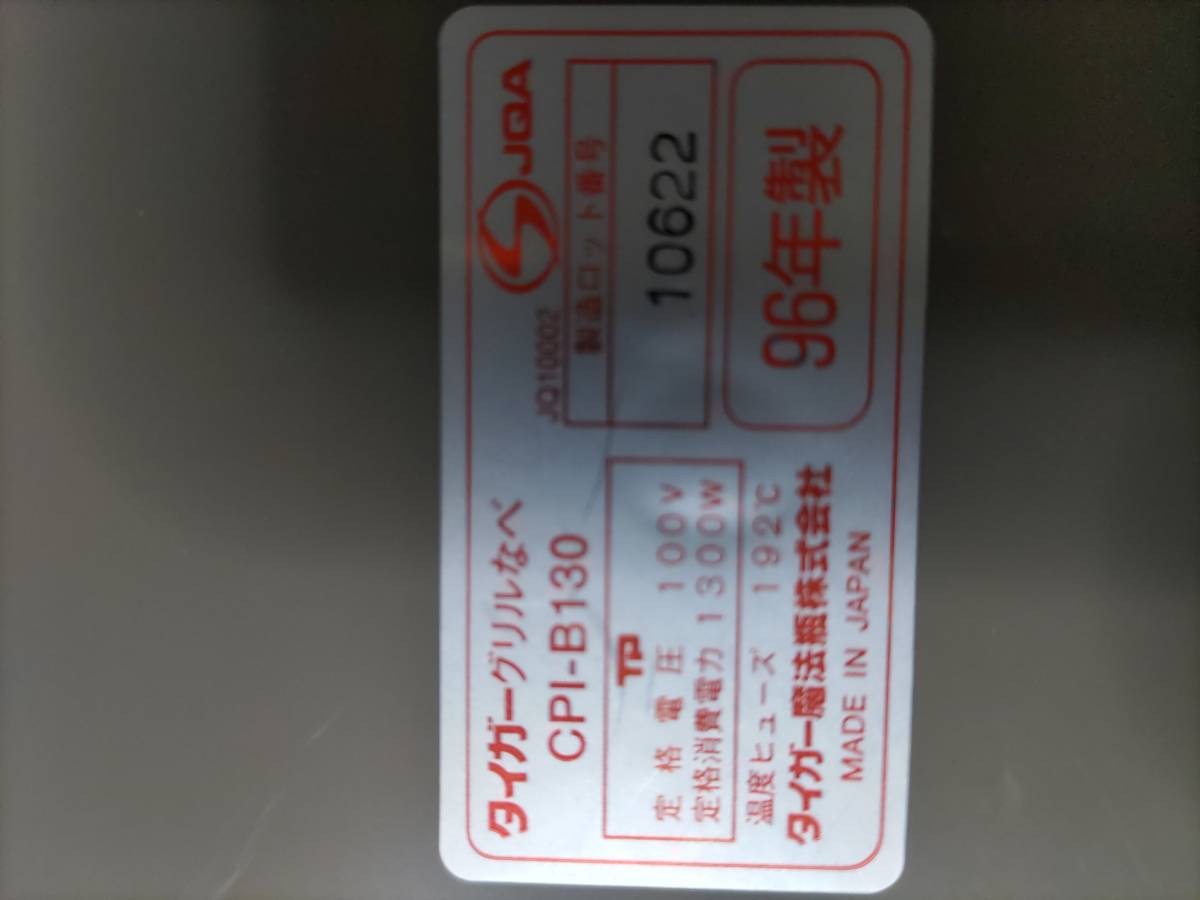 タイガーグリルなべ
CPI-B130
TP
定格電圧 100V
定格消費電力 1300W
温度ヒューズ 192℃
タイガー魔法瓶株式会社
MADE IN JAPAN
JQA
JQ10002
製造ロット番号
10622
96年製